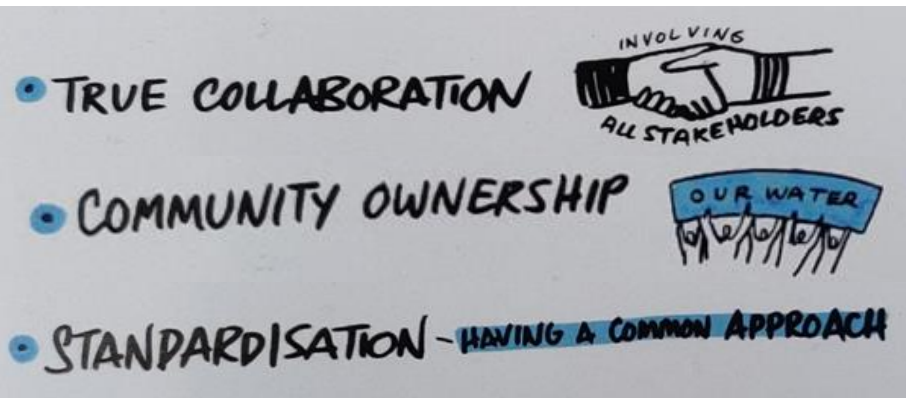 • TRUE COLLABORATION
INVOLVING
ALL STAKEHOLDERS
• COMMUNITY OWNERSHIP
OUR WATER
• STANDARDISATION - HAVING A COMMON APPROACH